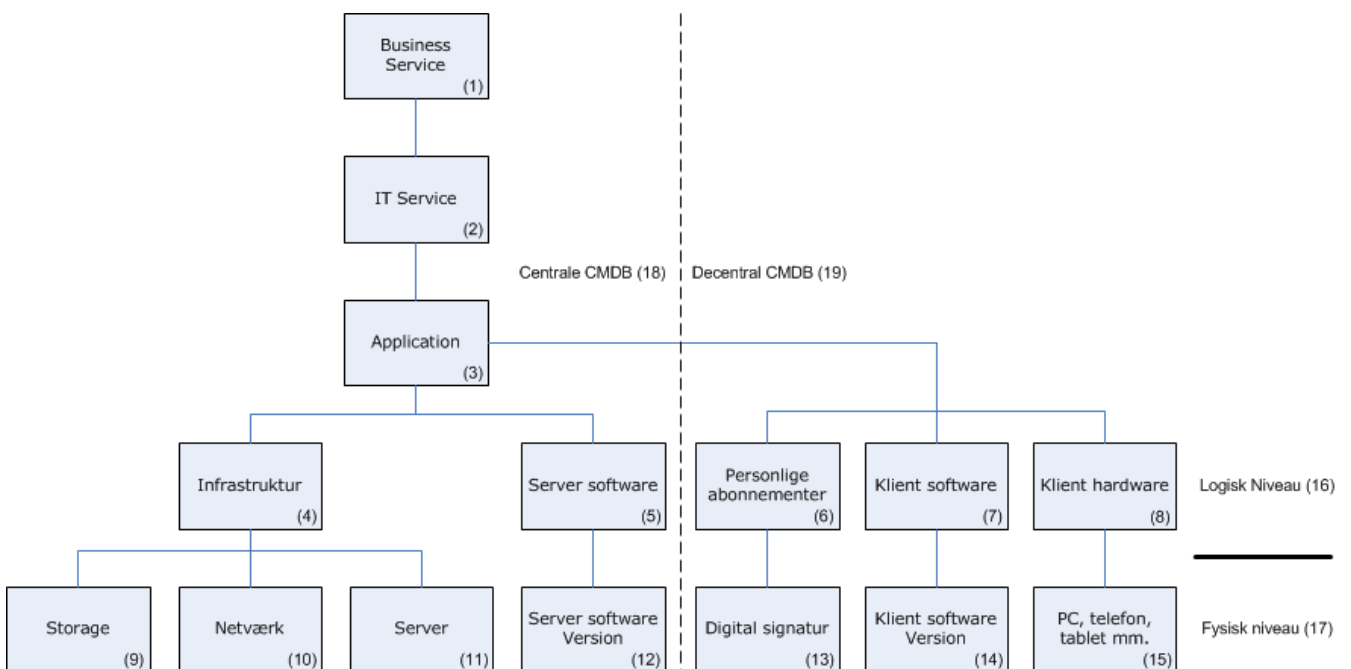 Business
Service
(1)
IT Service
(2)
Centrale CMDB (18)
Decentral CMDB (19)
Application
(3)
Infrastruktur
(4)
Server software
(5)
Personlige
abonnementer
(6)
Klient software
(7)
Klient hardware
(8)
Logisk Niveau (16)
Storage
(9)
Netværk
(10)
Server
(11)
Server software
Version
(12)
Digital signatur
(13)
Klient software
Version
(14)
PC, telefon,
tablet mm.
(15)
Fysisk niveau (17)